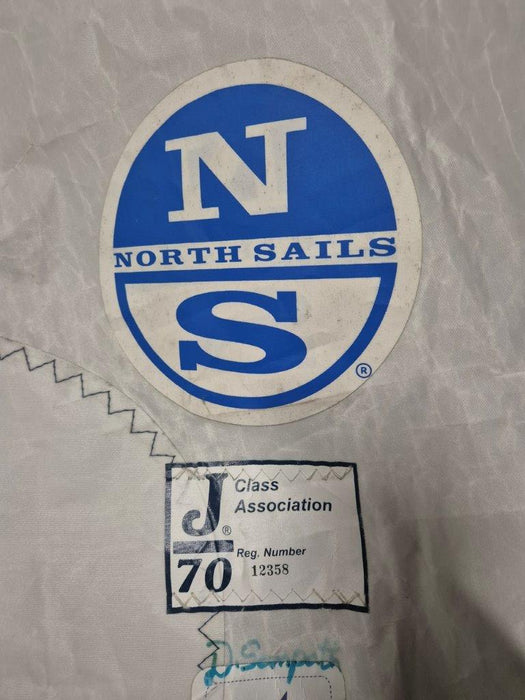 N
NORTH SAILS
S
®
J® Class
Association
70 Reg. Number
12358